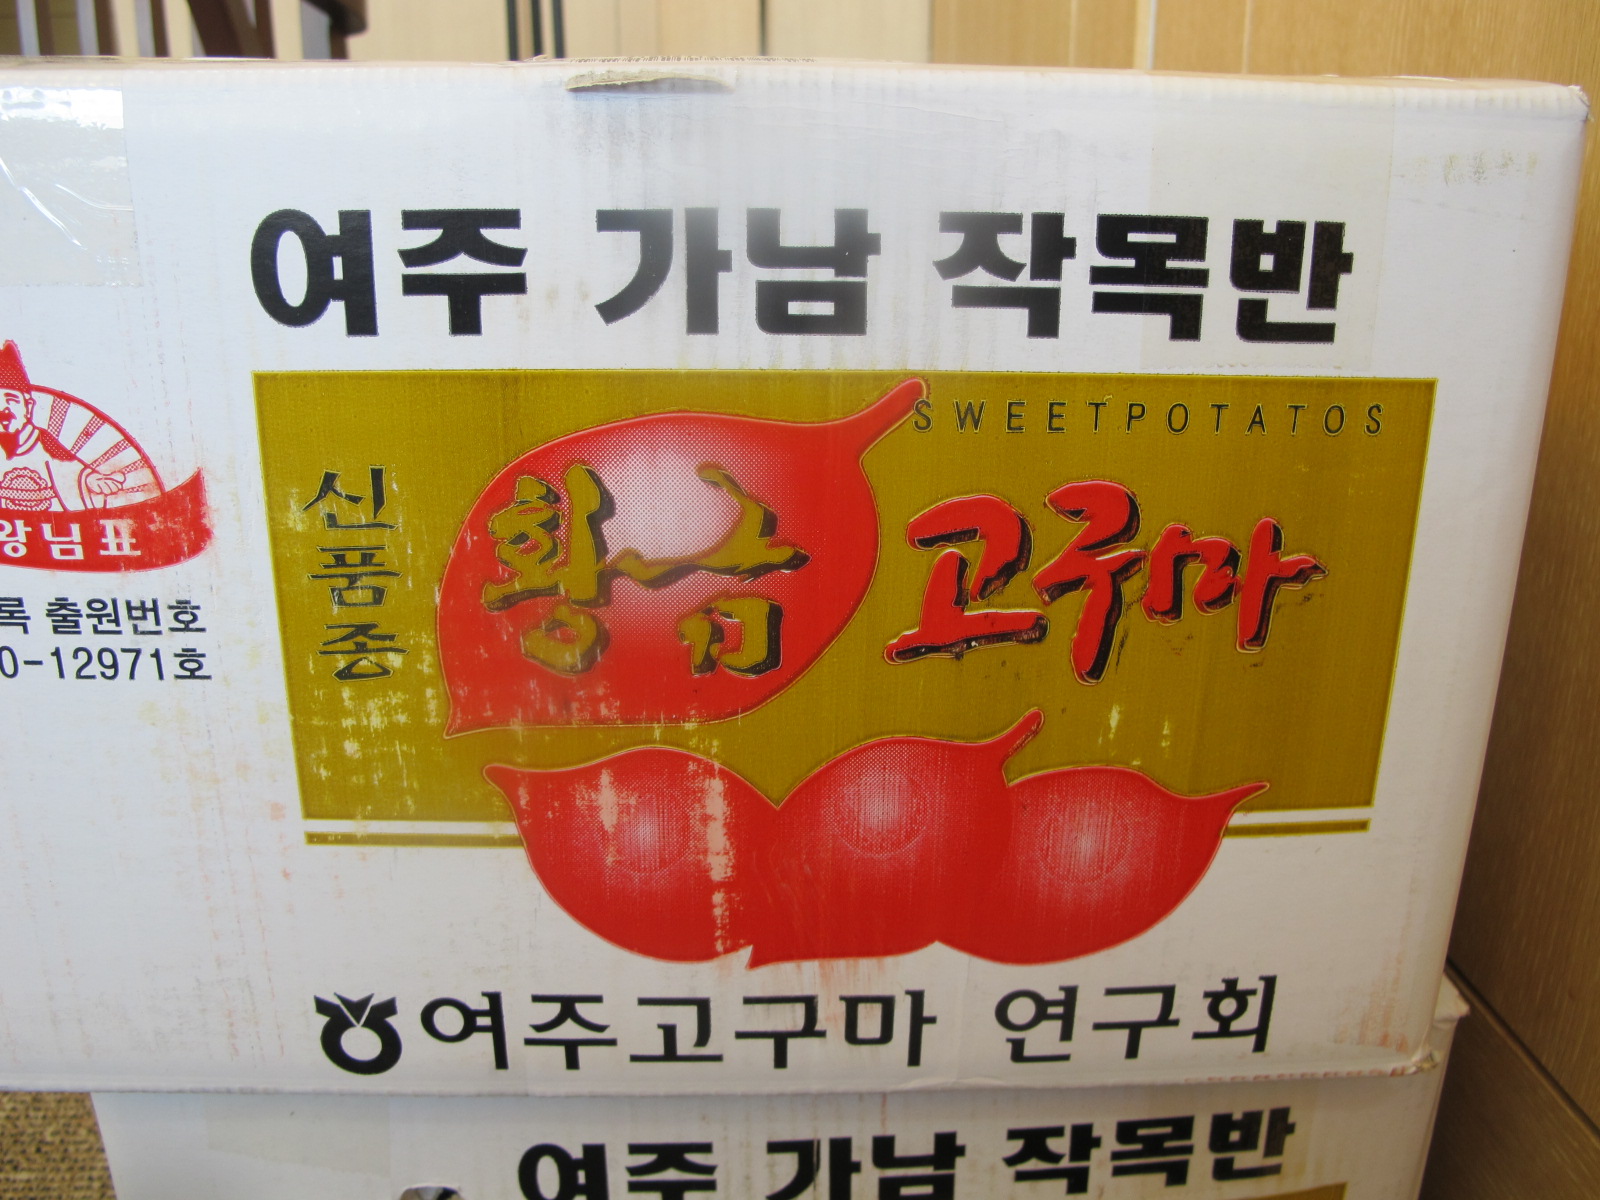 여주 가남 작목반
SWEETPOTATOS
신품종
황금 고구마
왕님표
록 출원번호
0-12971호
여주고구마 연구회
여주 가남 작목반